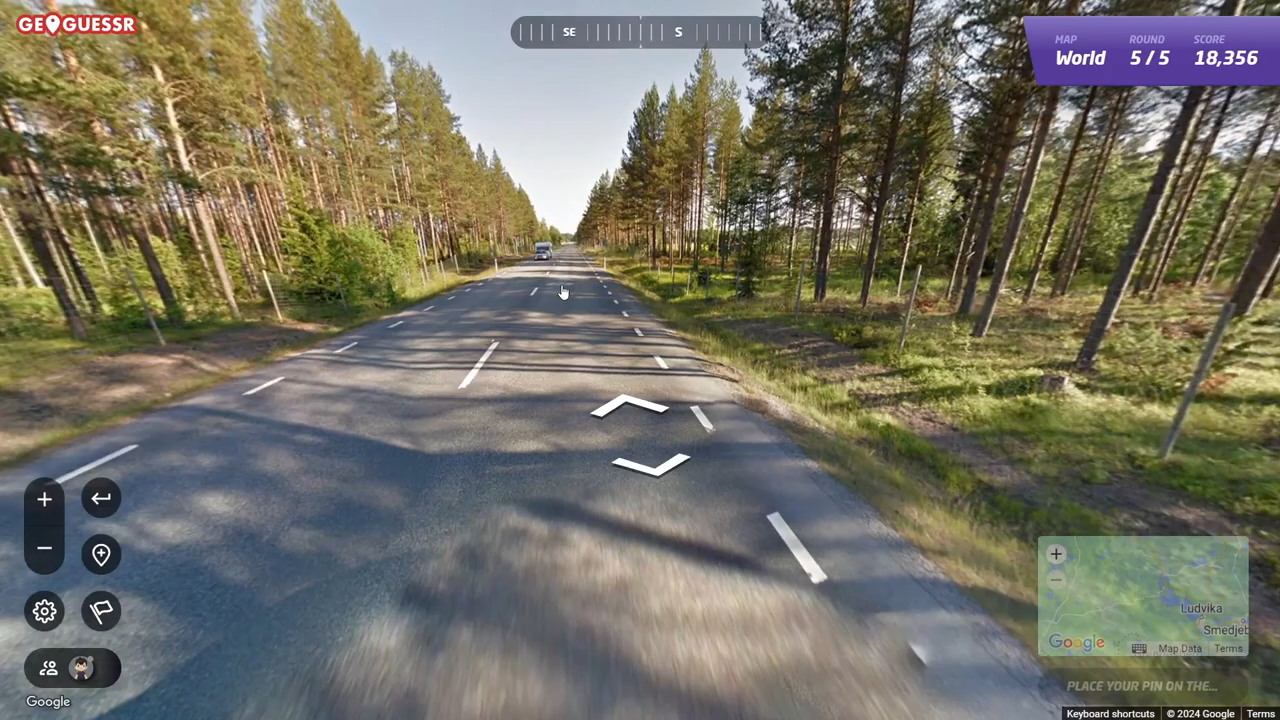 GEOGUESSR
SE S
MAP ROUND SCORE
World 5 / 5 18,356
Ludvika
Smedjeb
Google Map Data Terms
PLACE YOUR PIN ON THE...
Google
Keyboard shortcuts © 2024 Google Terms